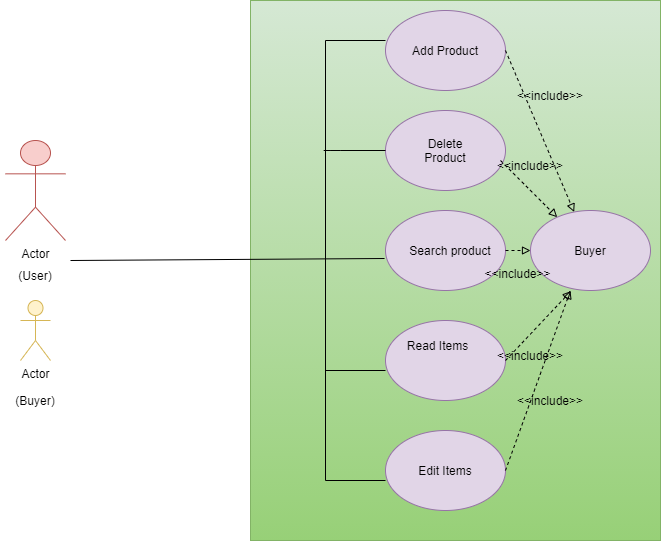 Add Product
<<include>>
Delete
Product
<<include>>
Actor
(User)
Search product
Buyer
<<include>>
Read Items
<<include>>
Actor
(Buyer)
<<include>>
Edit Items